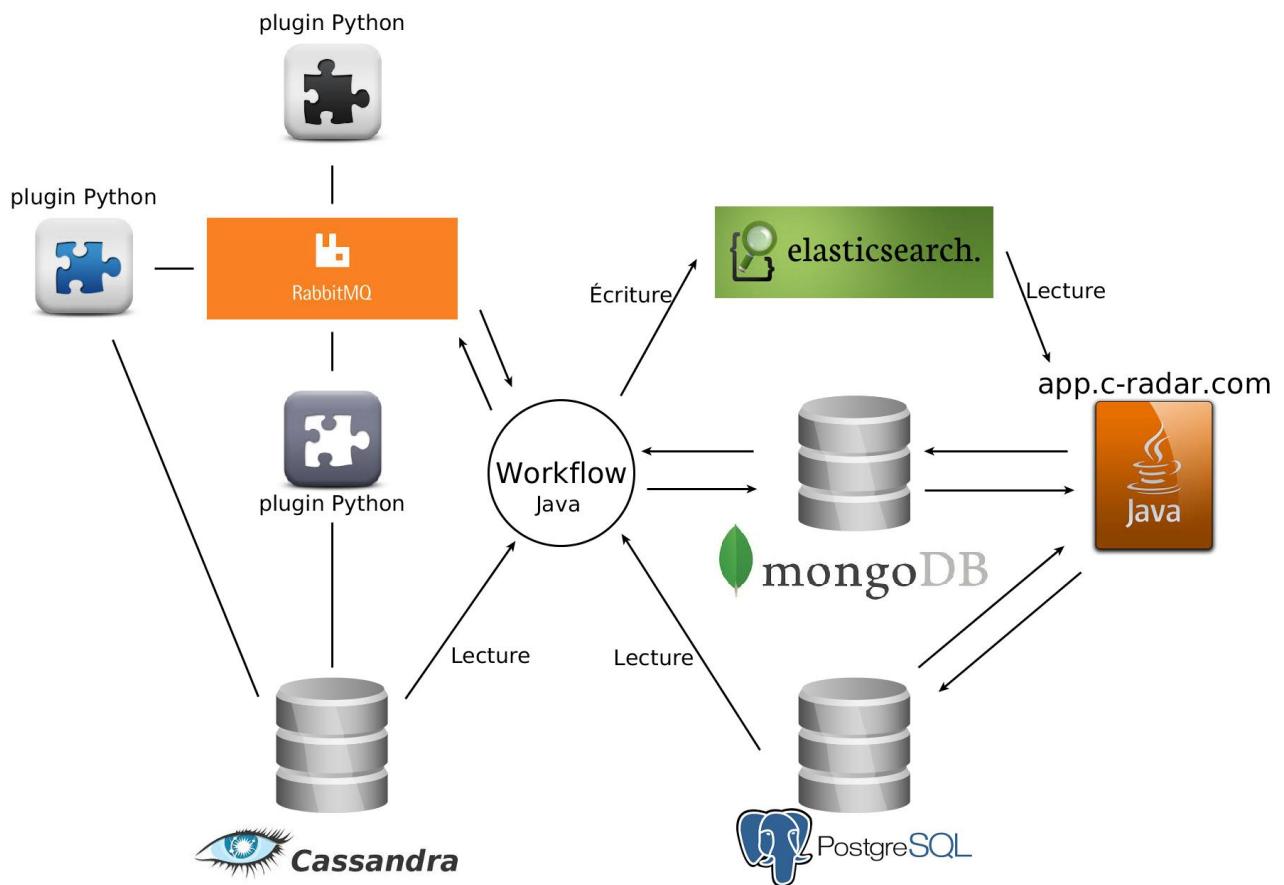 plugin Python
plugin Python
RabbitMQ
elasticsearch.
Écriture
Lecture
app.c-radar.com
Workflow
Java
Java
plugin Python
mongoDB
Lecture
Lecture
Cassandra
PostgreSQL